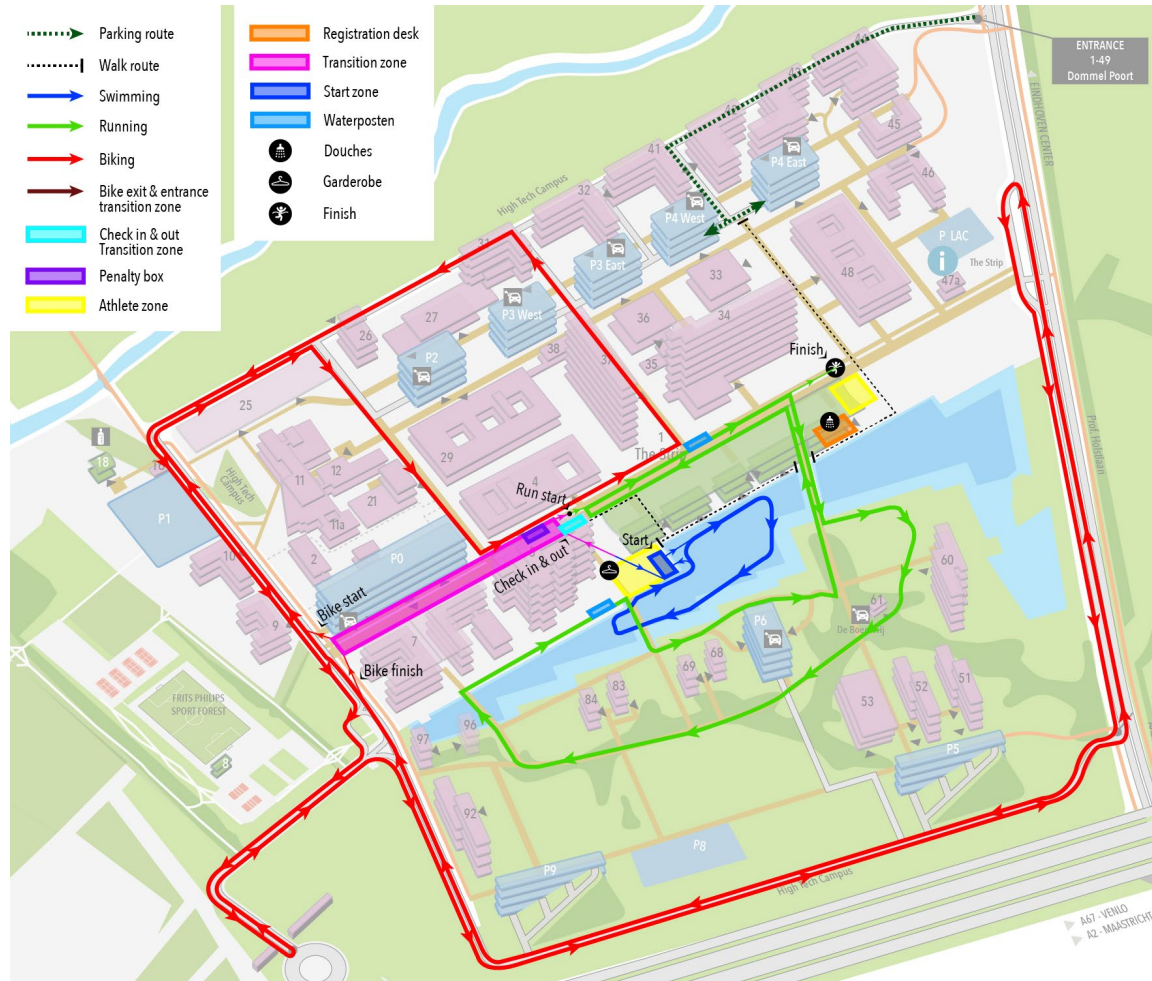 Parking route
Walk route
Swimming
Running
Biking
Bike exit & entrance
transition zone
Check in & out
Transition zone
Penalty box
Athlete zone
Registration desk
Transition zone
Start zone
Waterposten
Douches
Garderobe
Finish
ENTRANCE
1-49
Dommel Poort
EINDHOVEN CENTER
44
43
42
41
45
P4 East
46
32
High Tech Campus
P4 West
31
P3 East
P LAC
i
The Strip
47a
48
33
P3 West
34
26
27
36
35
P2
38
37
Finish
25
1
The Strip
29
4
Run start
18
16
High Tech
Campus
12
11
21
11a
P1
2
P0
10
9
Start
Check in & out
Bike start
7
Bike finish
60
61
De Boerderij
P6
68
69
83
84
96
97
51
52
53
P5
FRITS PHILIPS
SPORT FOREST
8
92
P8
P9
High Tech Campus
Prof. Holstlaan
A67 - VENLO
A2 - MAASTRICHT